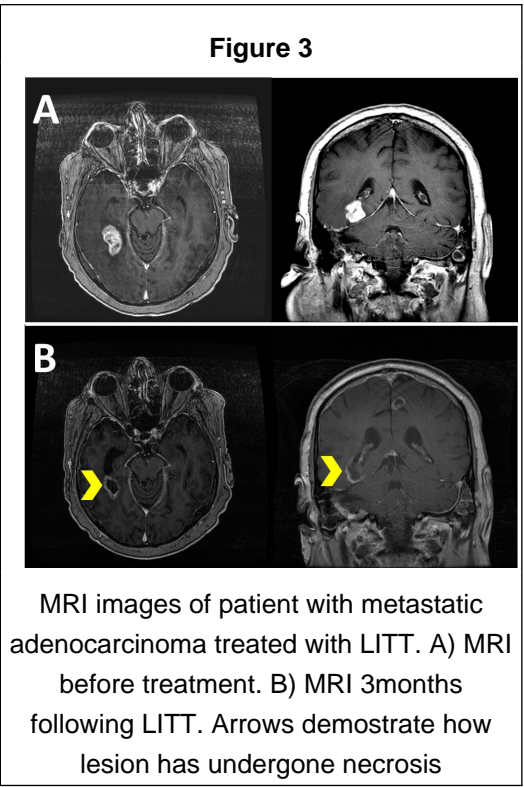 Figure 3
A
B
MRI images of patient with metastatic
adenocarcinoma treated with LITT. A) MRI
before treatment. B) MRI 3months
following LITT. Arrows demostrate how
lesion has undergone necrosis